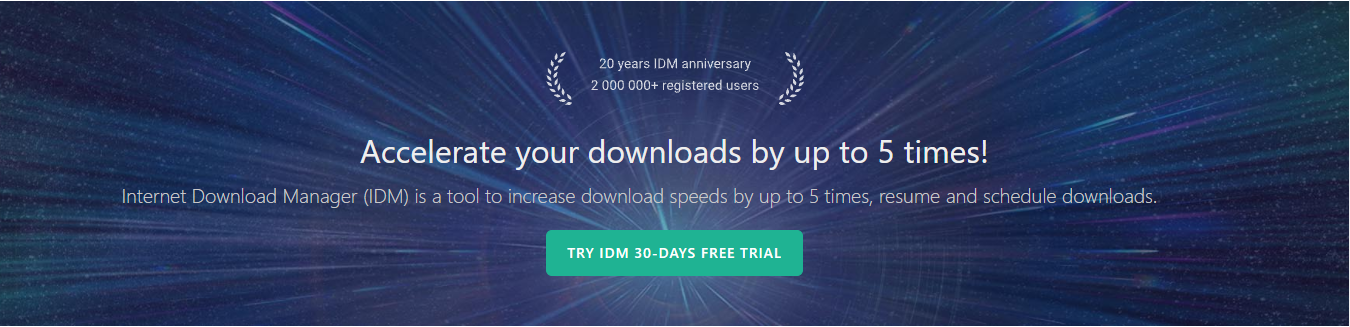 20 years IDM anniversary
2 000 000+ registered users
Accelerate your downloads by up to 5 times!
Internet Download Manager (IDM) is a tool to increase download speeds by up to 5 times, resume and schedule downloads.
TRY IDM 30-DAYS FREE TRIAL